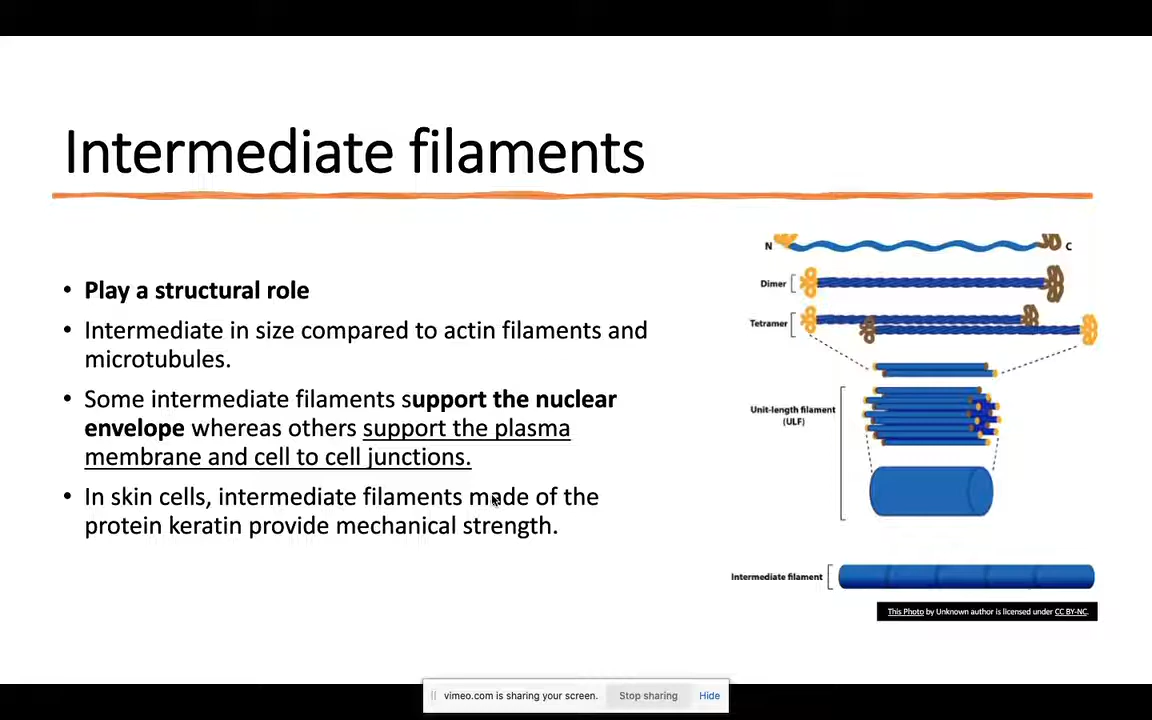 Intermediate filaments
• Play a structural role
• Intermediate in size compared to actin filaments and
microtubules.
• Some intermediate filaments support the nuclear
envelope whereas others support the plasma
membrane and cell to cell junctions.
• In skin cells, intermediate filaments made of the
protein keratin provide mechanical strength.
N C
Dimer
Tetramer
Unit-length filament
(ULF)
Intermediate filament
This Photo by Unknown author is licensed under CC BY-NC.
vimeo.com is sharing your screen. Stop sharing Hide